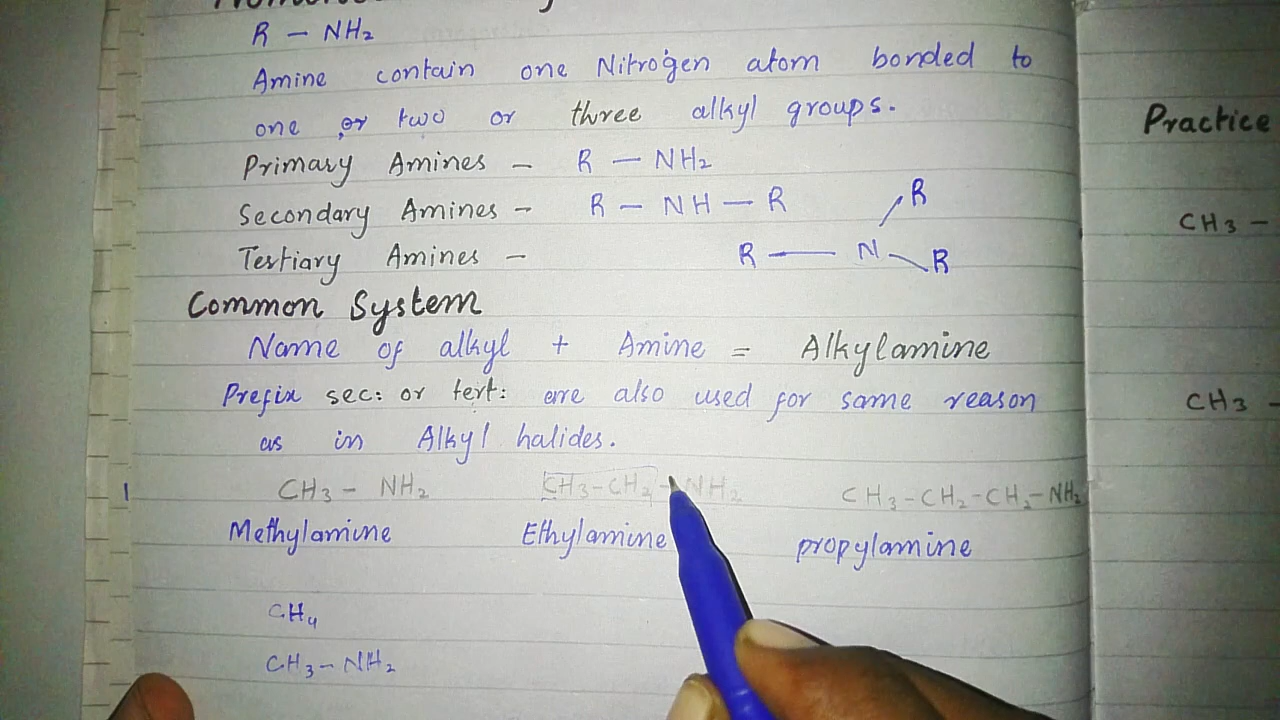 R - NH₂
Amine contain one Nitrogen atom bonded to
one or two or three alkyl groups.
Primary Amines - R - NH₂
Secondary Amines - R - NH - R
R
Tertiary Amines - R - N
R
Common System
Name of alkyl + Amine = Alkylamine
Prefix sec: or tert: are also used for same reason
as in Alkyl halides.
1 CH₃ - NH₂ CH₃-CH₂-NH₂ CH₃-CH₂-CH₂-NH₂
Methylamine Ethylamine propylamine
CH₄
CH₃-NH₂
Practice
CH₃ -
CH₃ -